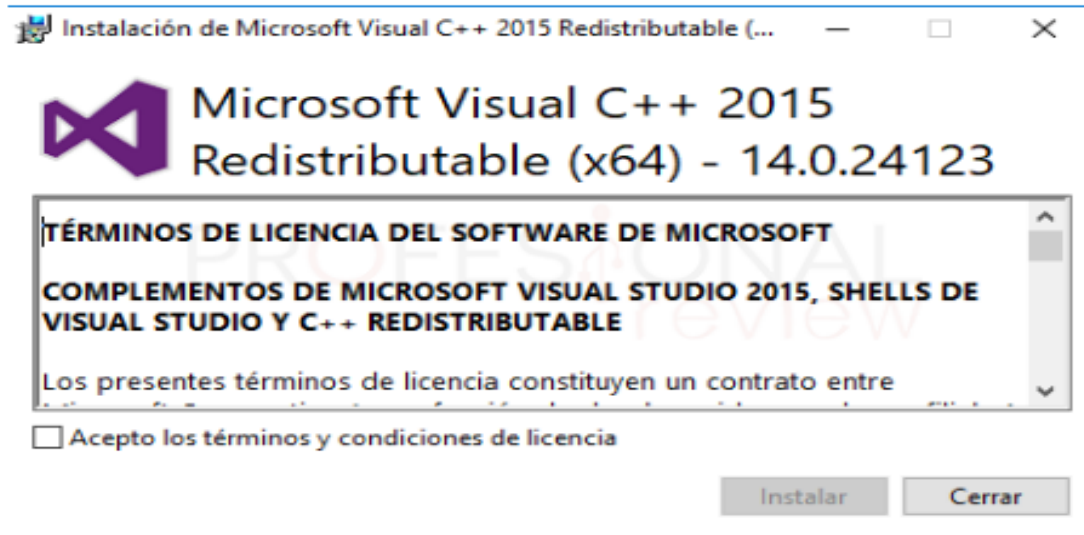 Instalación de Microsoft Visual C++ 2015 Redistributable (...
Microsoft Visual C++ 2015
Redistributable (x64) - 14.0.24123
TÉRMINOS DE LICENCIA DEL SOFTWARE DE MICROSOFT
PROFESIONAL
review
COMPLEMENTOS DE MICROSOFT VISUAL STUDIO 2015, SHELLS DE
VISUAL STUDIO Y C++ REDISTRIBUTABLE
Los presentes términos de licencia constituyen un contrato entre
Acepto los términos y condiciones de licencia
Instalar
Cerrar